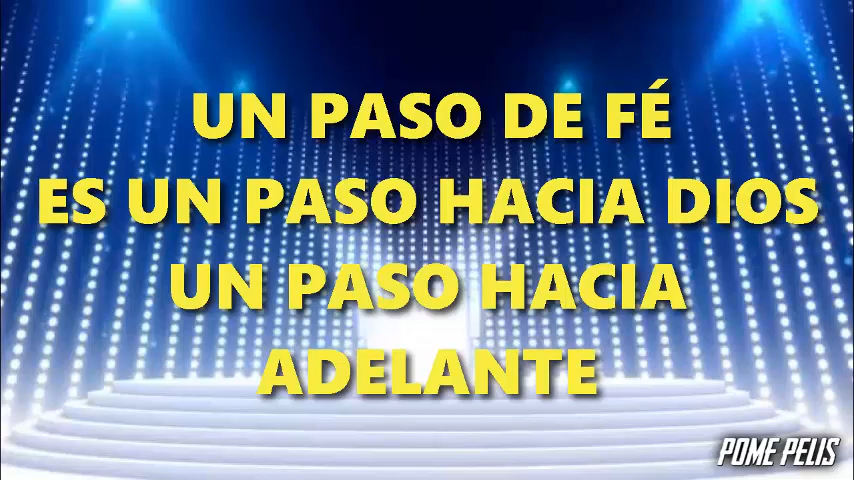 UN PASO DE FÉ
ES UN PASO HACIA DIOS
UN PASO HACIA
ADELANTE
POME PELIS